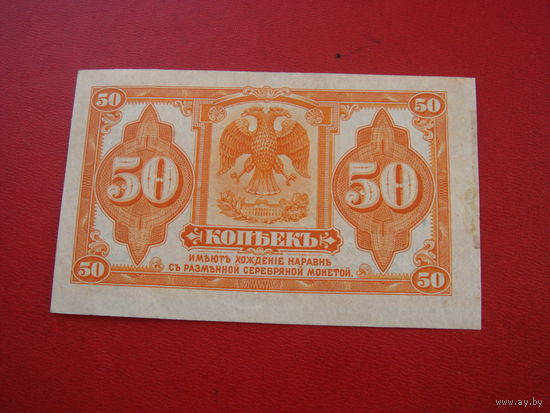 50 50
50 50
КОПѢЕКЪ
ИМѢЮТЪ ХОЖДЕНІЕ НАРАВНѢ
СЪ РАЗМѢННОЙ СЕРЕБРЯНОЙ МОНЕТОЙ.
50 50
www.ay.by